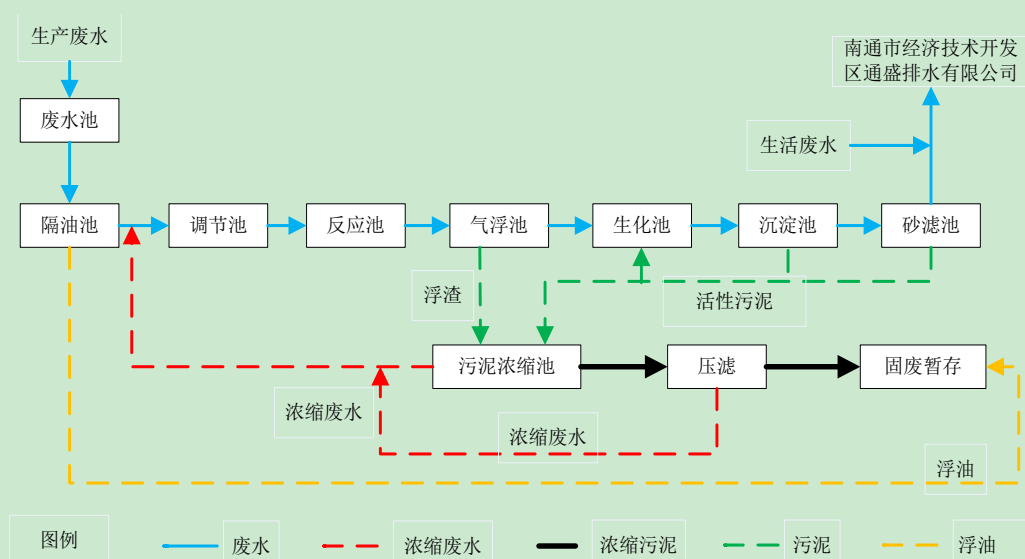 生产废水
南通市经济技术开发
区通盛排水有限公司
废水池
生活废水
隔油池
调节池
反应池
气浮池
生化池
沉淀池
砂滤池
浮渣
活性污泥
污泥浓缩池
压滤
固废暂存
浓缩废水
浓缩废水
浮油
图例
废水
浓缩废水
浓缩污泥
污泥
浮油